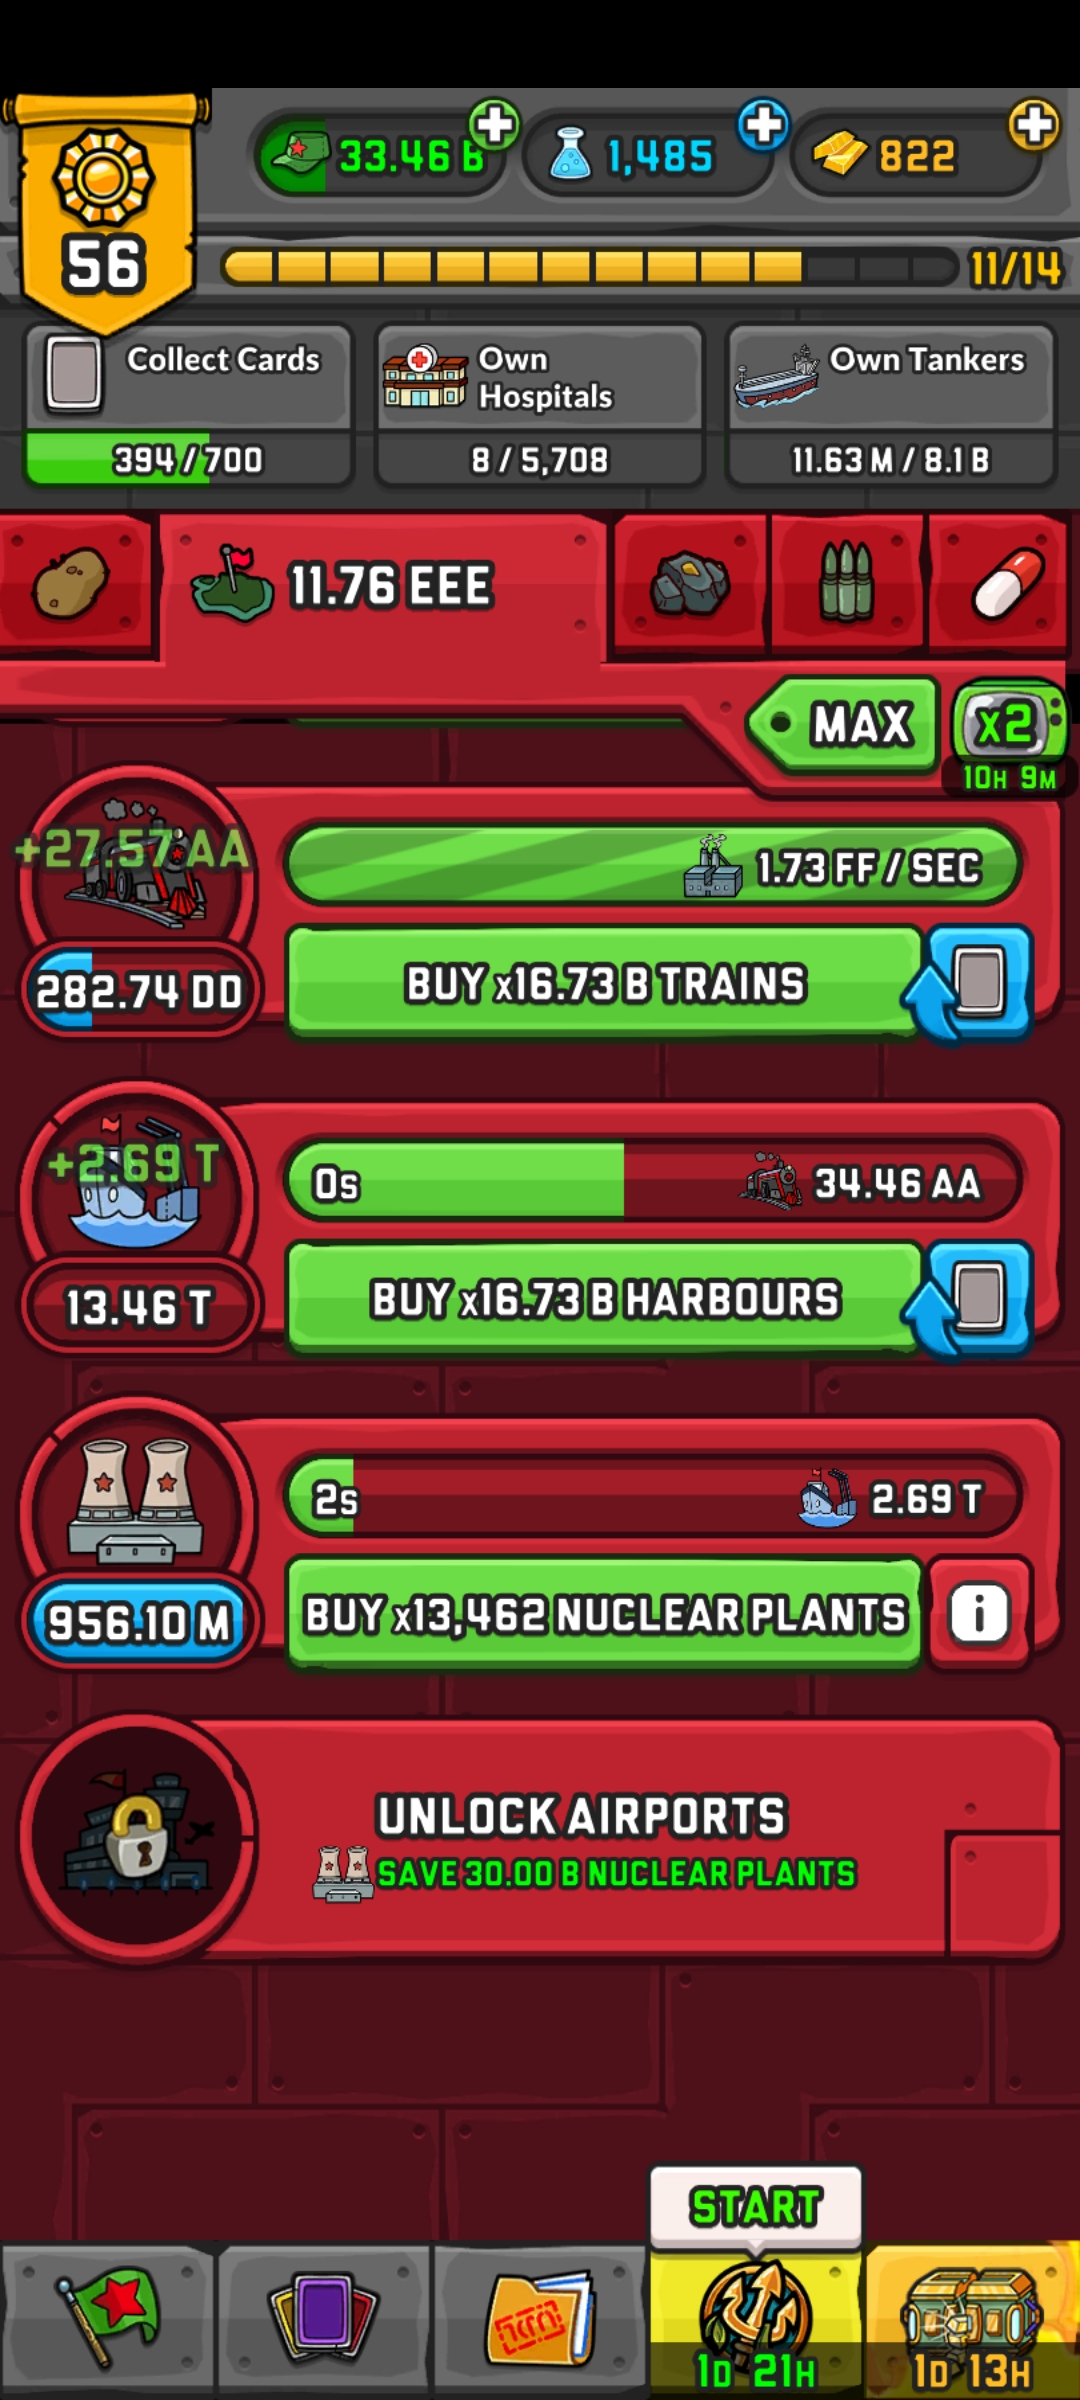 56
33.46 B
1,485
822
11/14
Collect Cards
394 / 700
Own
Hospitals
8 / 5,708
Own Tankers
11.63 M / 8.1 B
11.76 EEE
MAX
x2
10H 9M
+27.57 AA
1.73 FF / SEC
282.74 DD
BUY x16.73 B TRAINS
+2.69 T
0s
34.46 AA
13.46 T
BUY x16.73 B HARBOURS
2s
2.69 T
956.10 M
BUY x13,462 NUCLEAR PLANTS
i
UNLOCK AIRPORTS
SAVE 30.00 B NUCLEAR PLANTS
START
1D 21H
1D 13H